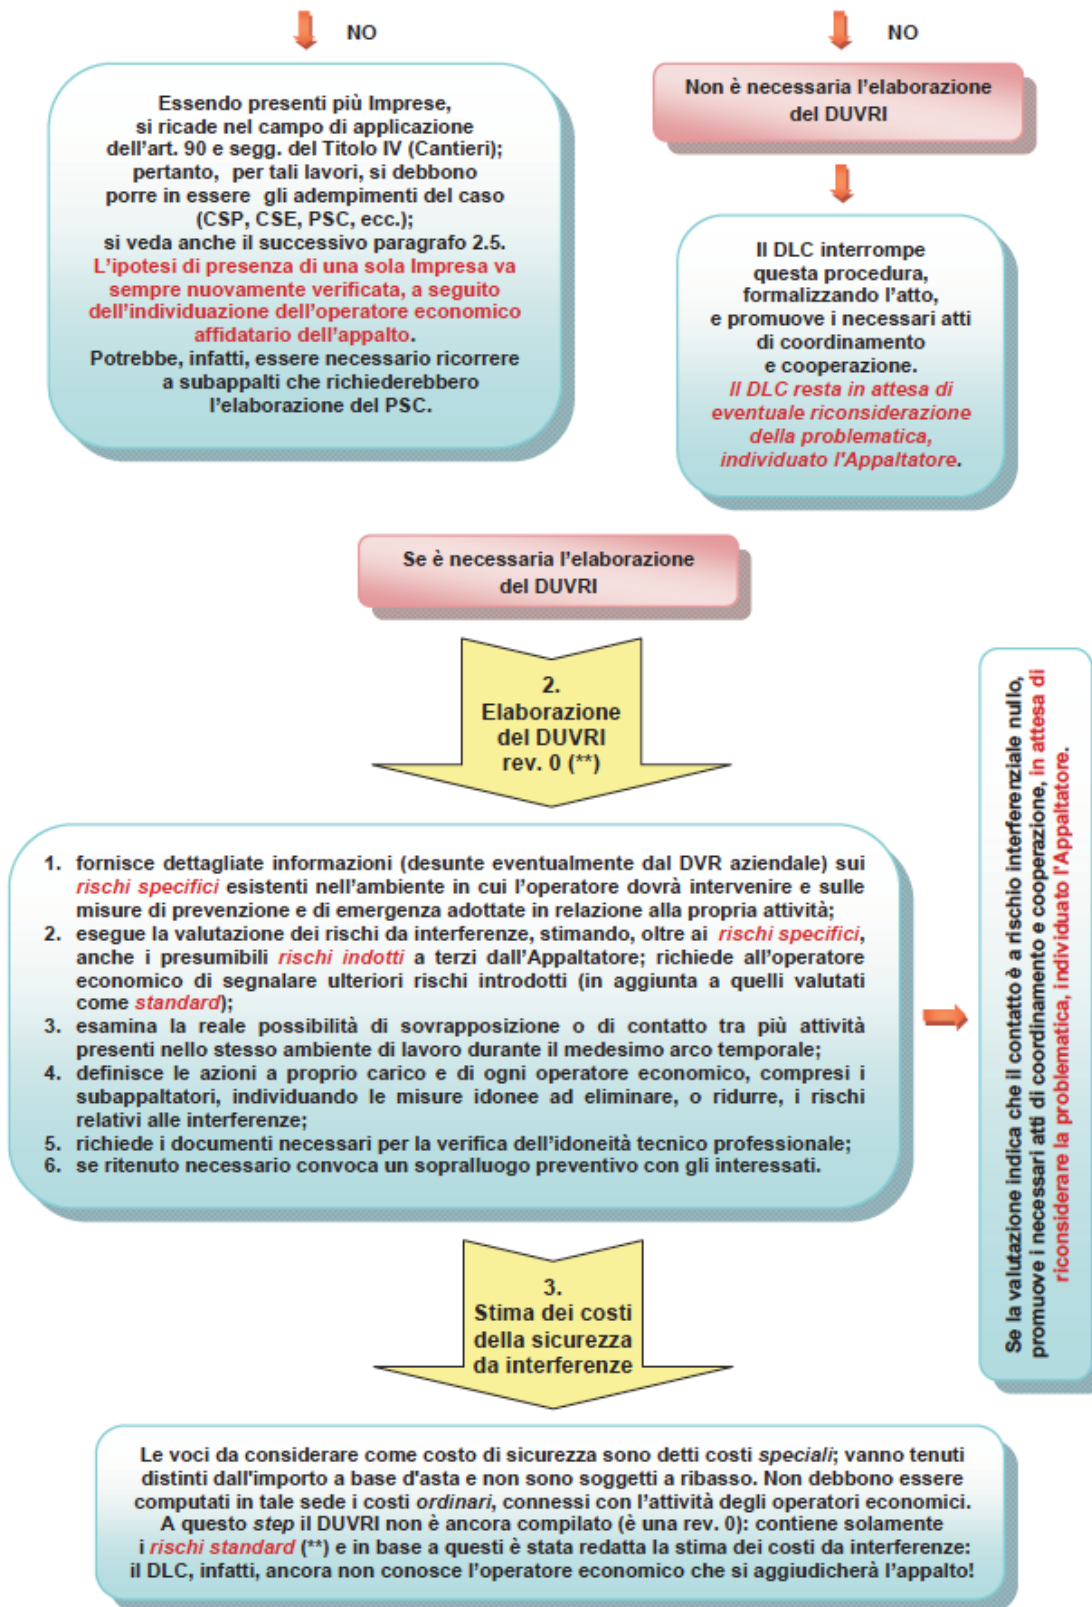 NO
Essendo presenti più Imprese,
si ricade nel campo di applicazione
dell'art. 90 e segg. del Titolo IV (Cantieri);
pertanto, per tali lavori, si debbono
porre in essere gli adempimenti del caso
(CSP, CSE, PSC, ecc.);
si veda anche il successivo paragrafo 2.5.
L'ipotesi di presenza di una sola Impresa va
sempre nuovamente verificata, a seguito
dell'individuazione dell'operatore economico
affidatario dell'appalto.
Potrebbe, infatti, essere necessario ricorrere
a subappalti che richiederebbero
l'elaborazione del PSC.
NO
Non è necessaria l'elaborazione
del DUVRI
Il DLC interrompe
questa procedura,
formalizzando l'atto,
e promuove i necessari atti
di coordinamento
e cooperazione.
Il DLC resta in attesa di
eventuale riconsiderazione
della problematica,
individuato l'Appaltatore.
Se è necessaria l'elaborazione
del DUVRI
2.
Elaborazione
del DUVRI
rev. 0 (**)
1. fornisce dettagliate informazioni (desunte eventualmente dal DVR aziendale) sui
rischi specifici esistenti nell'ambiente in cui l'operatore dovrà intervenire e sulle
misure di prevenzione e di emergenza adottate in relazione alla propria attività;
2. esegue la valutazione dei rischi da interferenze, stimando, oltre ai rischi specifici,
anche i presumibili rischi indotti a terzi dall'Appaltatore; richiede all'operatore
economico di segnalare ulteriori rischi introdotti (in aggiunta a quelli valutati
come standard);
3. esamina la reale possibilità di sovrapposizione o di contatto tra più attività
presenti nello stesso ambiente di lavoro durante il medesimo arco temporale;
4. definisce le azioni a proprio carico e di ogni operatore economico, compresi i
subappaltatori, individuando le misure idonee ad eliminare, o ridurre, i rischi
relativi alle interferenze;
5. richiede i documenti necessari per la verifica dell'idoneità tecnico professionale;
6. se ritenuto necessario convoca un sopralluogo preventivo con gli interessati.
Se la valutazione indica che il contatto è a rischio interferenziale nullo,
promuove i necessari atti di coordinamento e cooperazione, in attesa di
riconsiderare la problematica, individuato l'Appaltatore.
3.
Stima dei costi
della sicurezza
da interferenze
Le voci da considerare come costo di sicurezza sono detti costi speciali; vanno tenuti
distinti dall'importo a base d'asta e non sono soggetti a ribasso. Non debbono essere
computati in tale sede i costi ordinari, connessi con l'attività degli operatori economici.
A questo step il DUVRI non è ancora compilato (è una rev. 0): contiene solamente
i rischi standard (**) e in base a questi è stata redatta la stima dei costi da interferenze:
il DLC, infatti, ancora non conosce l'operatore economico che si aggiudicherà l'appalto!